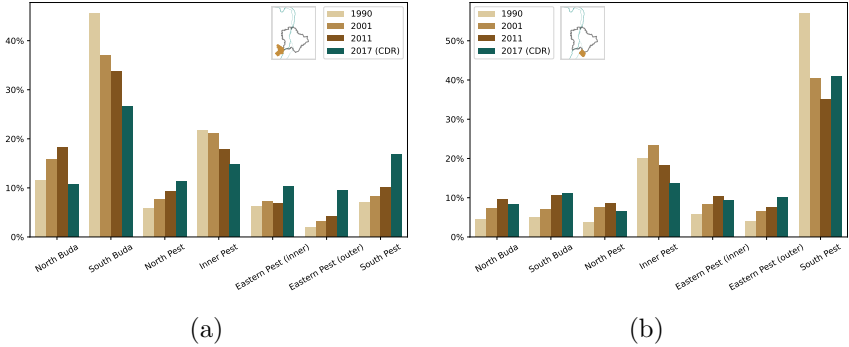 40%
30%
20%
10%
0%
1990
2001
2011
2017 (CDR)
North Buda
South Buda
North Pest
Inner Pest
Eastern Pest (inner)
Eastern Pest (outer)
South Pest
(a)
50%
40%
30%
20%
10%
0%
1990
2001
2011
2017 (CDR)
North Buda
South Buda
North Pest
Inner Pest
Eastern Pest (inner)
Eastern Pest (outer)
South Pest
(b)